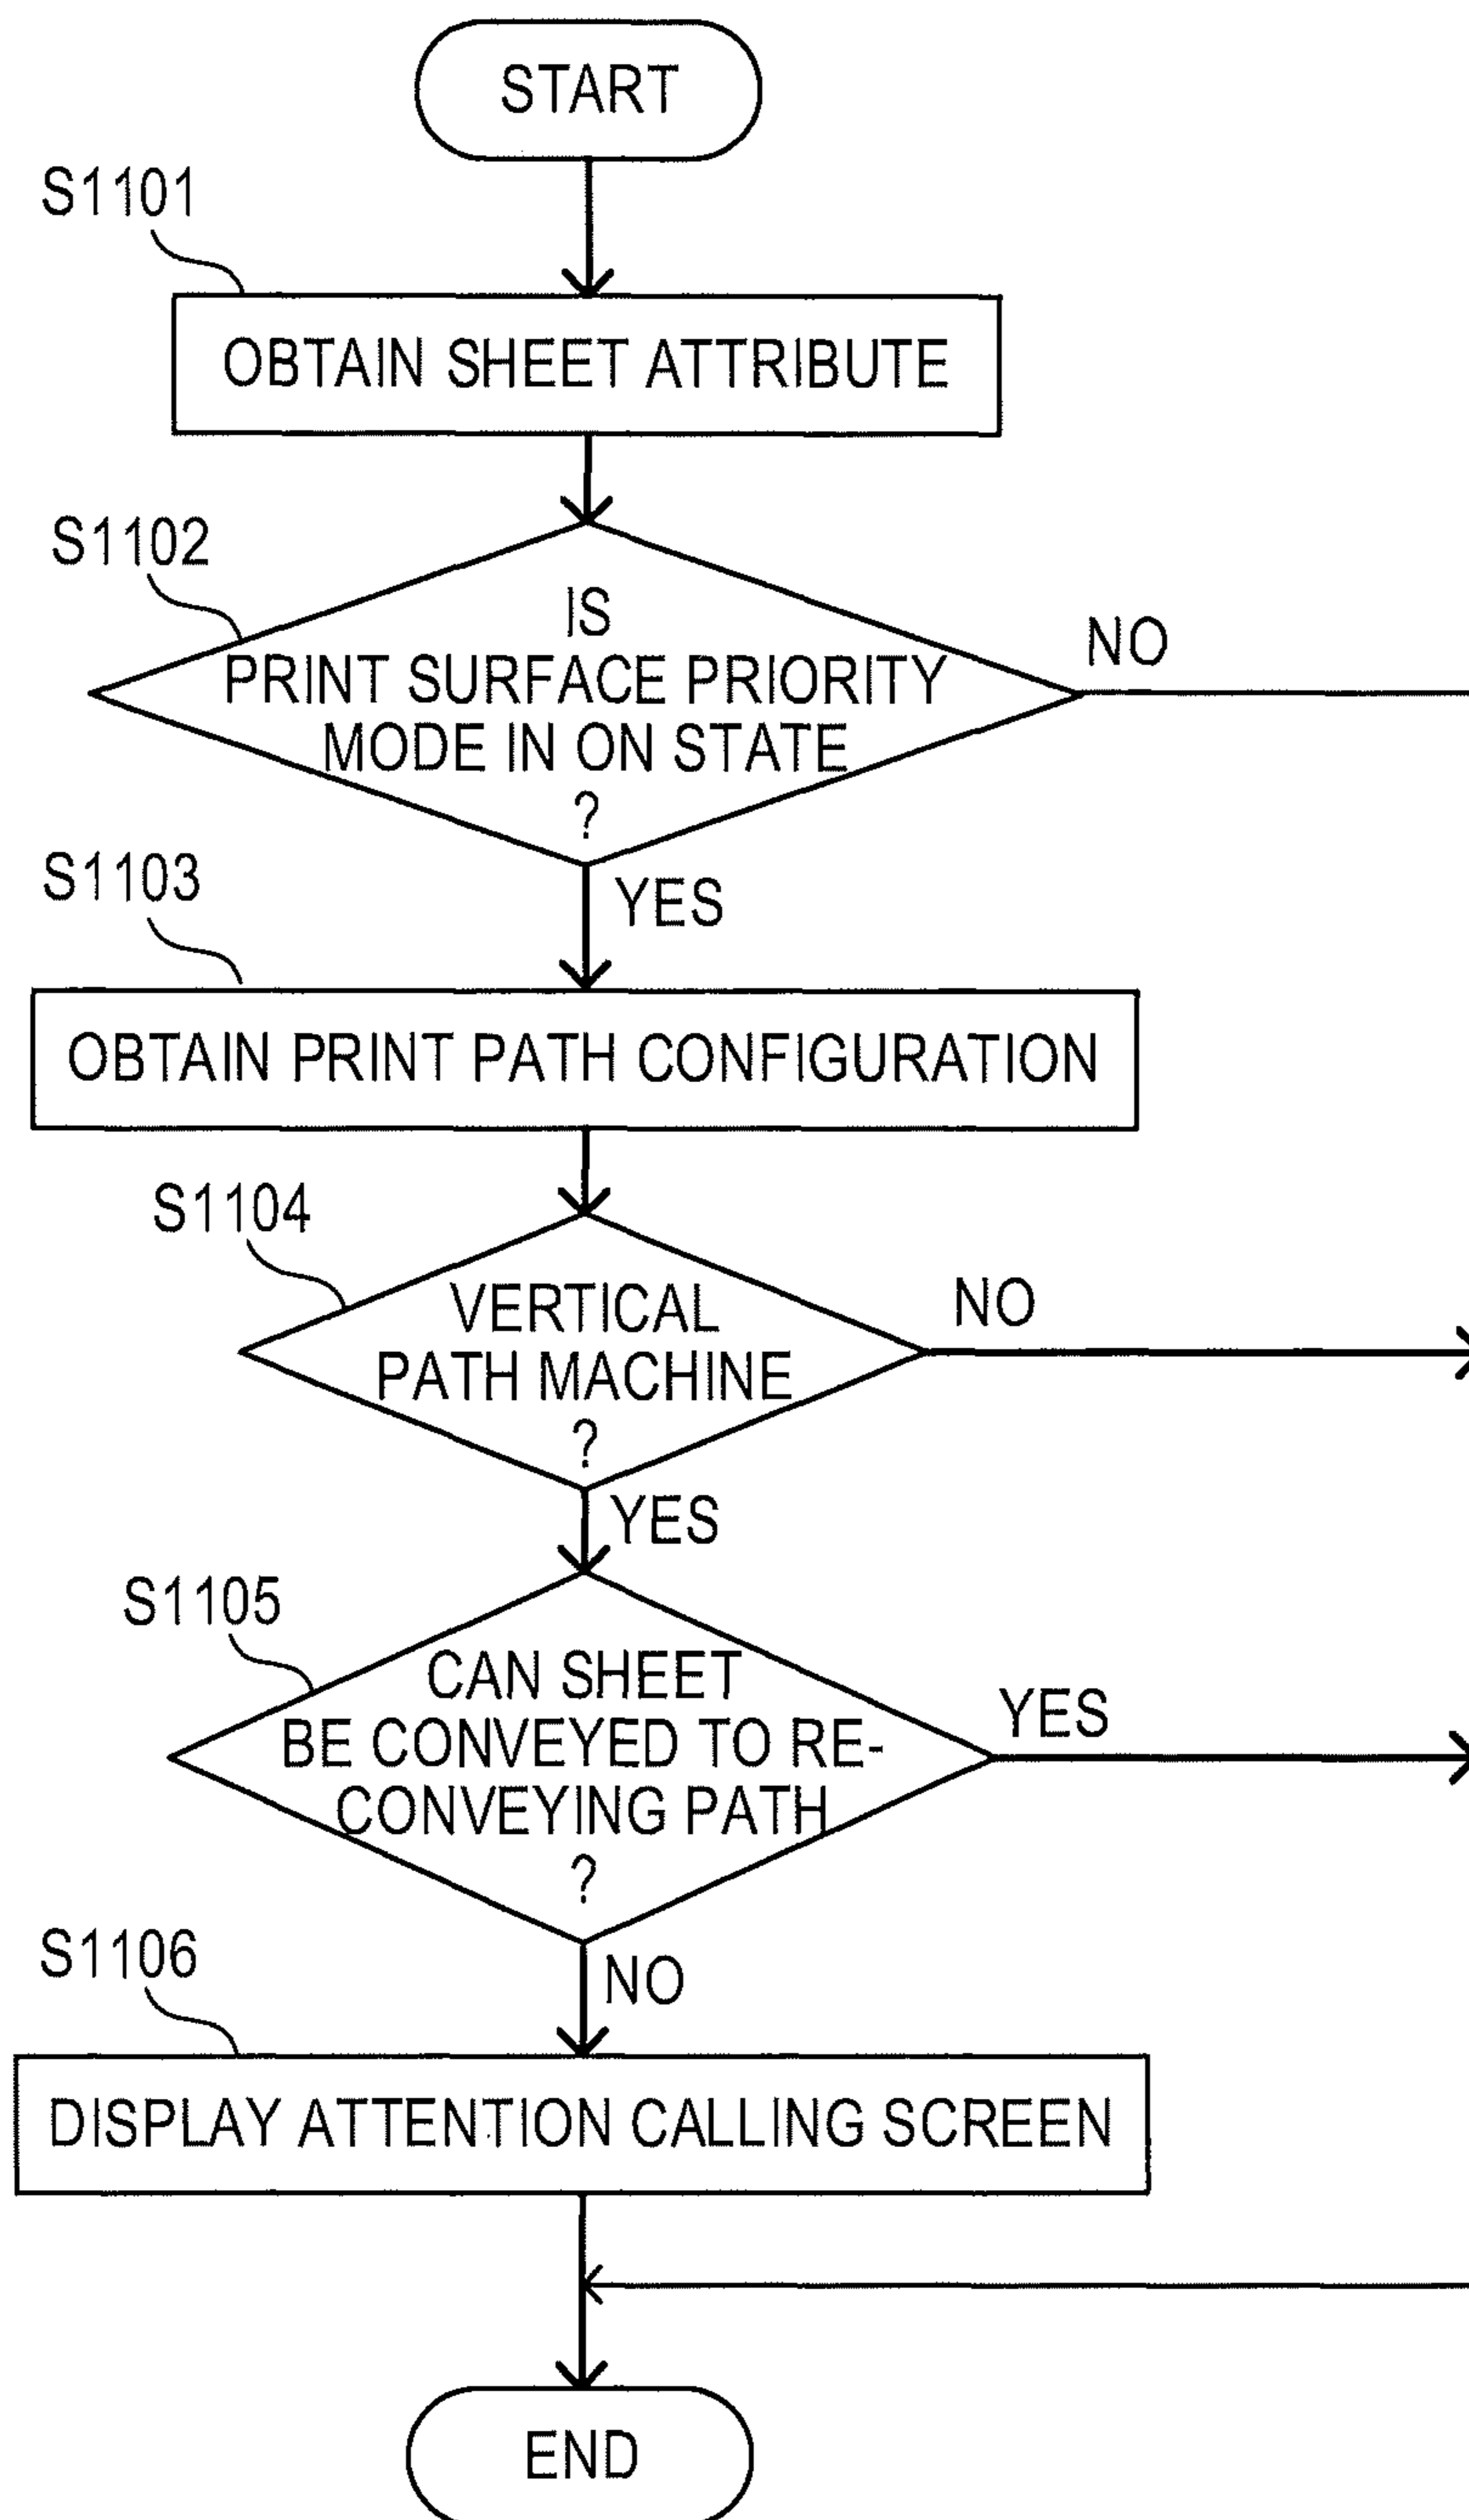 START
S1101
OBTAIN SHEET ATTRIBUTE
S1102
IS
PRINT SURFACE PRIORITY
MODE IN ON STATE
?
NO
YES
S1103
OBTAIN PRINT PATH CONFIGURATION
S1104
VERTICAL
PATH MACHINE
?
NO
YES
S1105
CAN SHEET
BE CONVEYED TO RE-
CONVEYING PATH
?
YES
NO
S1106
DISPLAY ATTENTION CALLING SCREEN
END